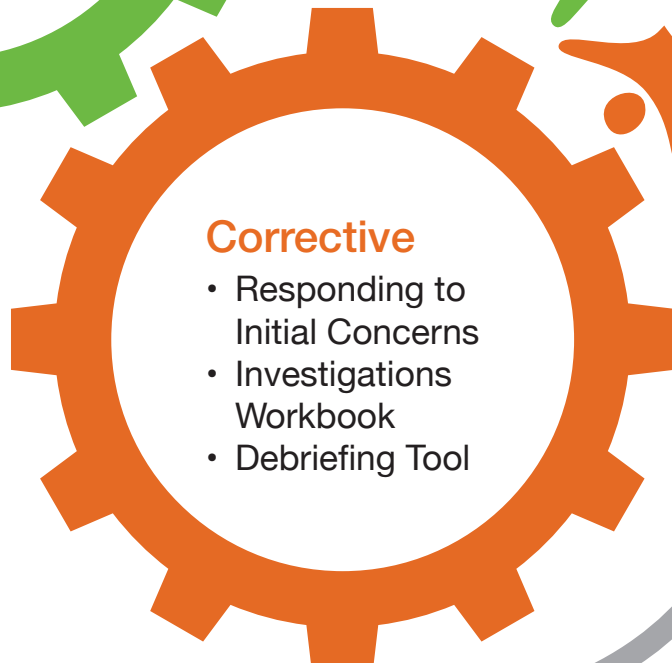 Corrective
• Responding to
Initial Concerns
• Investigations
Workbook
• Debriefing Tool